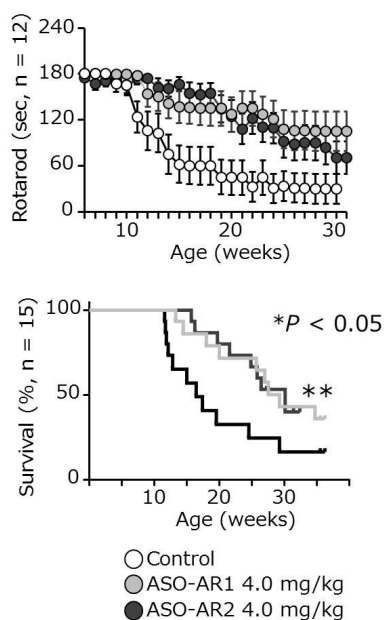 240
180
120
60
0
Rotarod (sec, n = 12)
10
20
30
Age (weeks)
100
50
0
Survival (%, n = 15)
*P < 0.05
**
10
20
30
Age (weeks)
Control
ASO-AR1 4.0 mg/kg
ASO-AR2 4.0 mg/kg